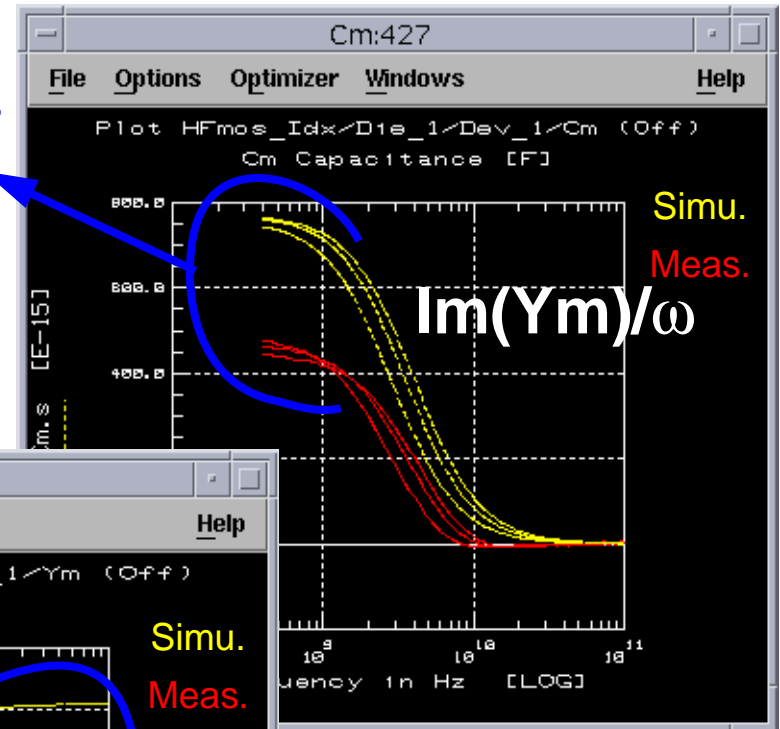 Cm:427
File Options Optimizer Windows Help
Plot HFmos_Idx/Die_1/Dev_1/Cm (Off)
Cm Capacitance [F]
800.0
Simu.
Meas.
600.0
Im(Ym)/ω
[E-15]
400.0
Cm.s
Help
_1/Ym (Off)
Simu.
Meas.
10^9 10^10 10^11
uency in Hz [LOG]